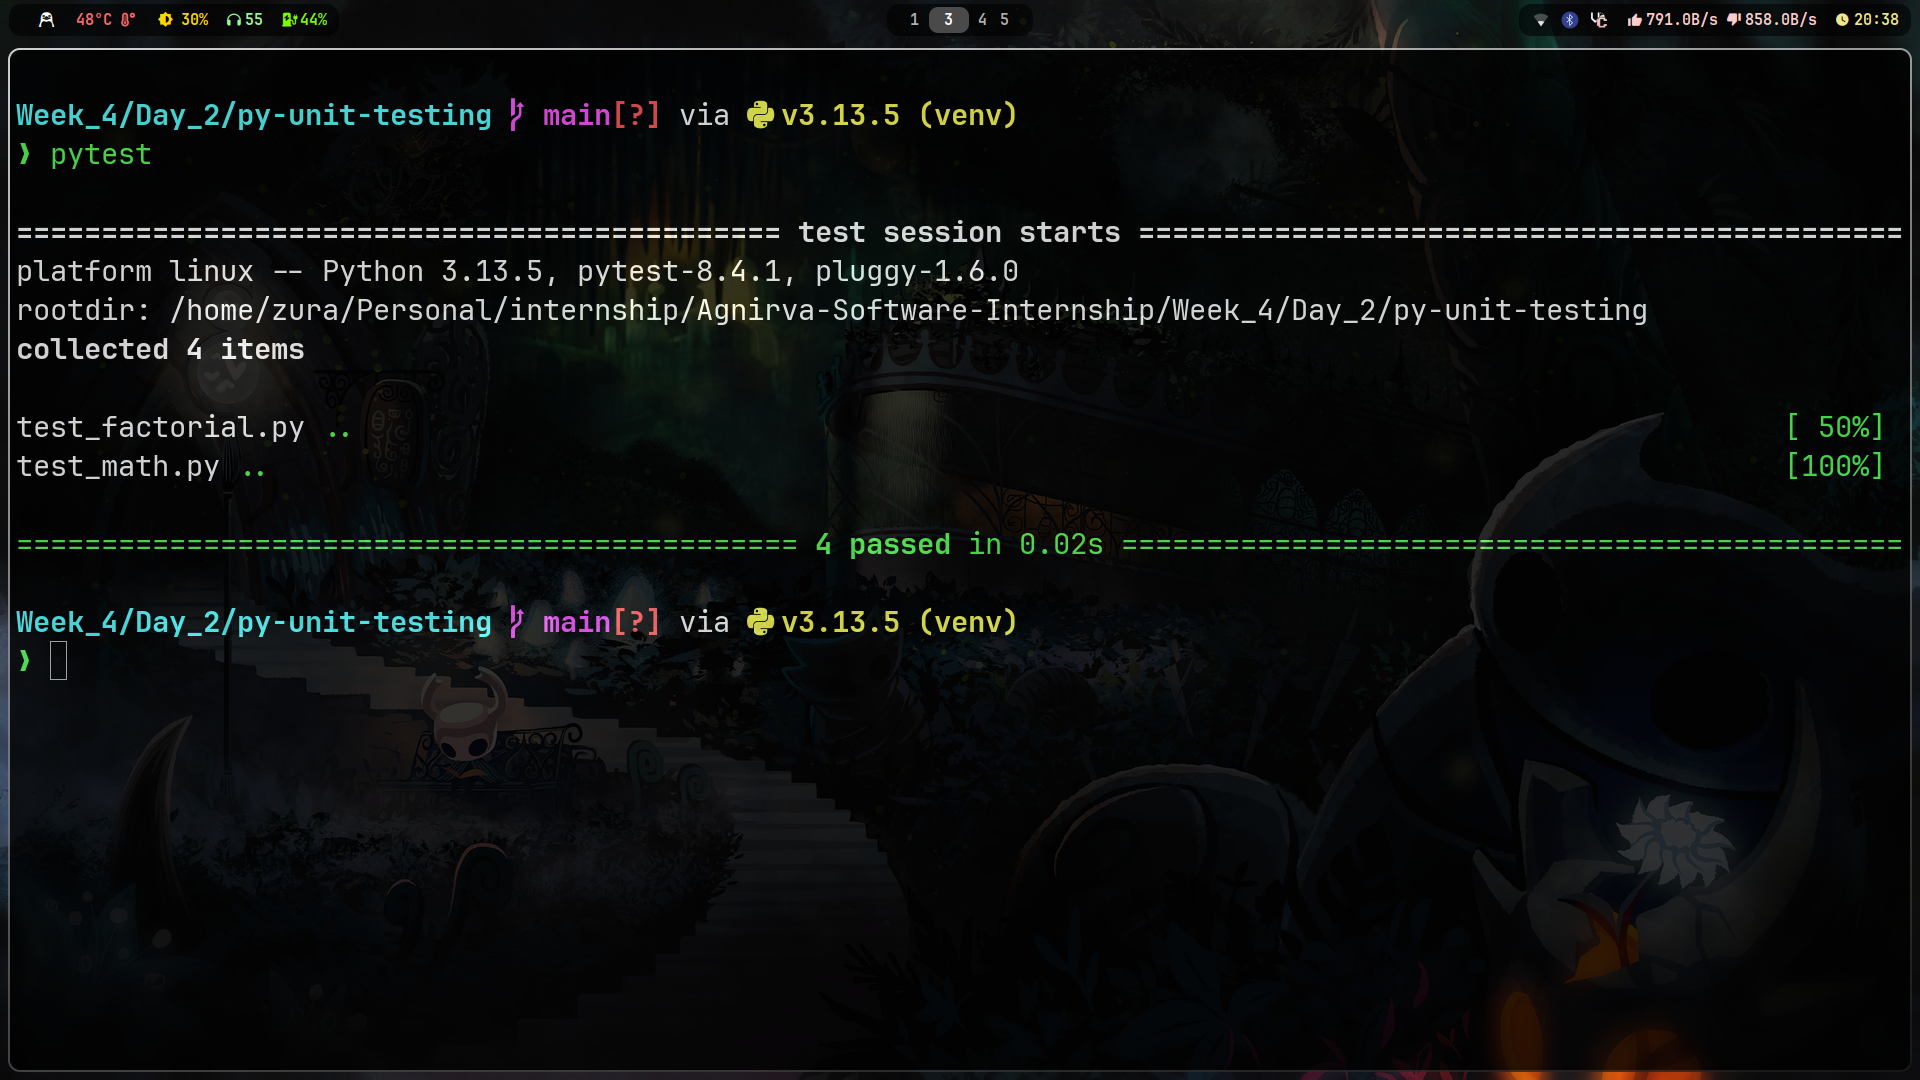 48°C 30% 55 44% 1 3 4 5 791.0B/s 858.0B/s 20:38
Week_4/Day_2/py-unit-testing main[?] via v3.13.5 (venv)
❯ pytest
============================================= test session starts =============================================
platform linux -- Python 3.13.5, pytest-8.4.1, pluggy-1.6.0
rootdir: /home/zura/Personal/internship/Agnirva-Software-Internship/Week_4/Day_2/py-unit-testing
collected 4 items
test_factorial.py .. [ 50%]
test_math.py .. [100%]
============================================== 4 passed in 0.02s ==============================================
Week_4/Day_2/py-unit-testing main[?] via v3.13.5 (venv)
❯